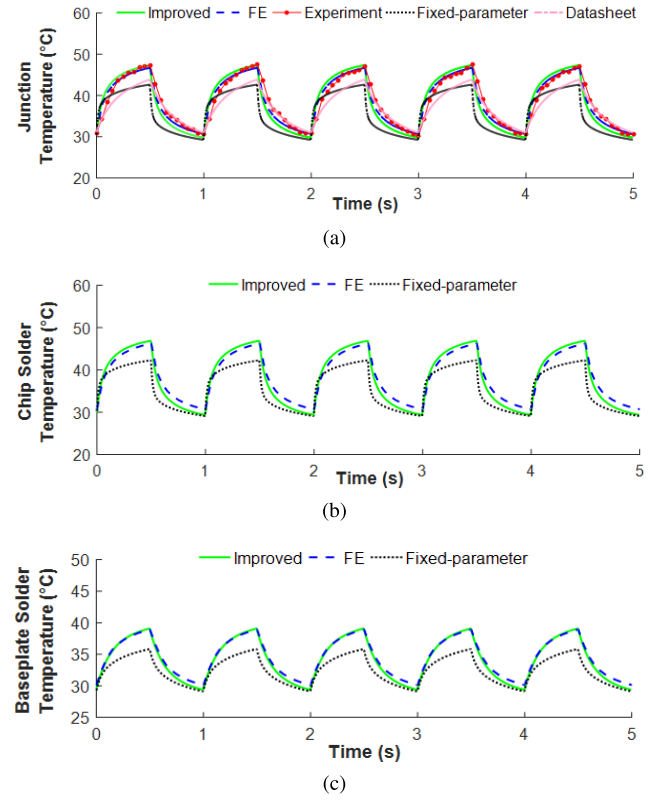 Improved FE Experiment Fixed-parameter Datasheet
Junction
Temperature (°C)
60
50
40
30
20
0 1 2 3 4 5
Time (s)
(a)
Improved FE Fixed-parameter
Chip Solder
Temperature (°C)
60
50
40
30
20
0 1 2 3 4 5
Time (s)
(b)
Improved FE Fixed-parameter
Baseplate Solder
Temperature (°C)
50
45
40
35
30
25
0 1 2 3 4 5
Time (s)
(c)